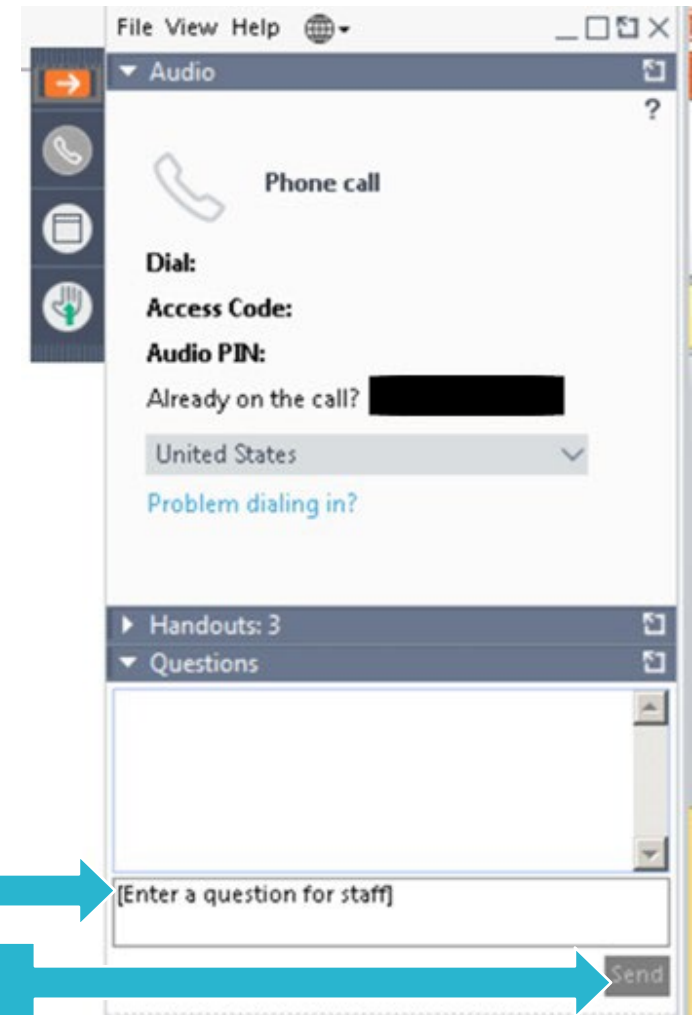 File View Help
Audio
?
Phone call
Dial:
Access Code:
Audio PIN:
Already on the call?
United States
Problem dialing in?
Handouts: 3
Questions
[Enter a question for staff]
Send